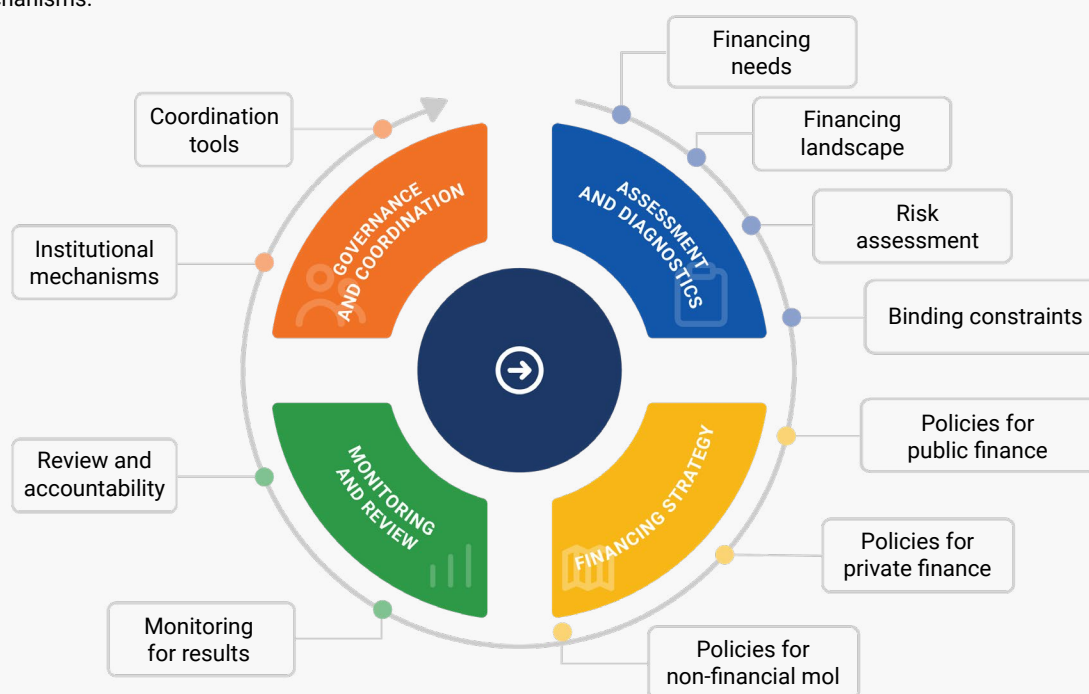 chanisms.
Financing
needs
Financing
landscape
Risk
assessment
Binding constraints
Policies for
public finance
Policies for
private finance
Policies for
non-financial moI
Monitoring
for results
Review and
accountability
Institutional
mechanisms
Coordination
tools
ASSESSMENT
AND DIAGNOSTICS
FINANCING STRATEGY
MONITORING
AND REVIEW
GOVERNANCE
AND COORDINATION